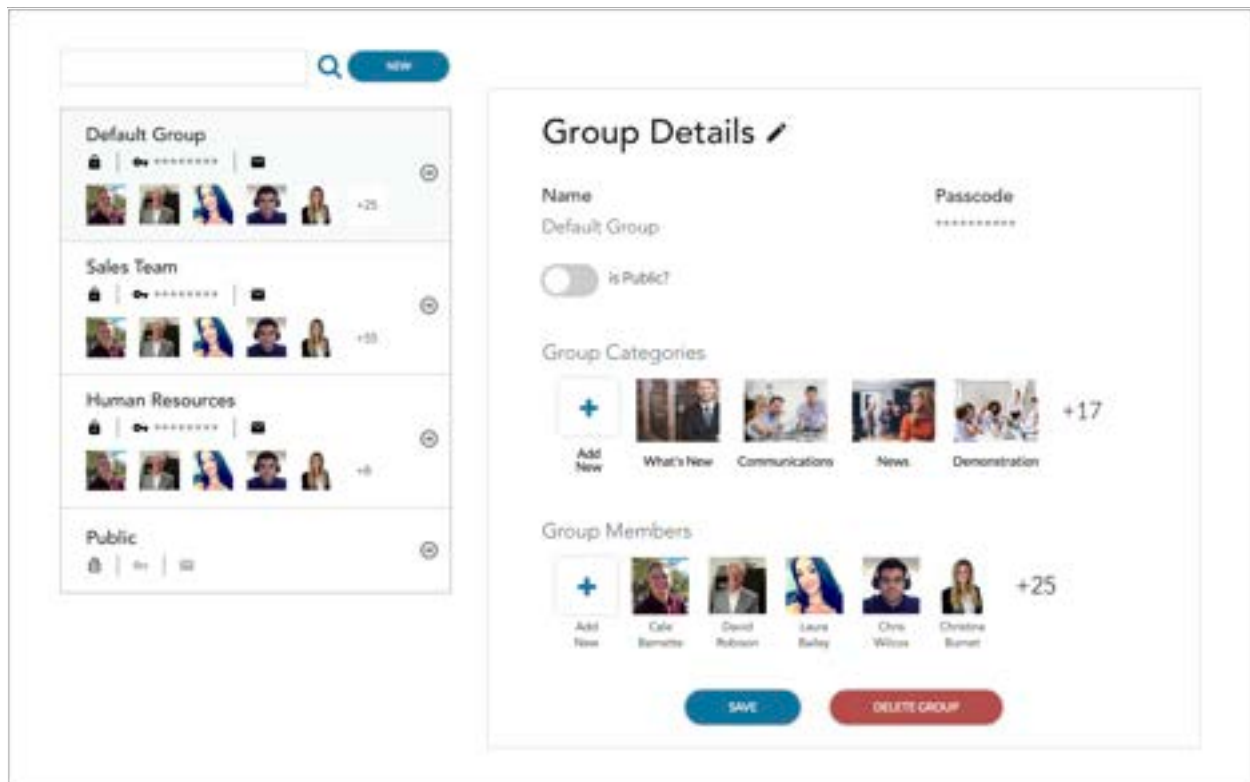 NEW
Default Group
********
+25
Sales Team
********
+55
Human Resources
********
+8
Public
Group Details
Name
Passcode
Default Group
**********
is Public?
Group Categories
+17
Add
New
What's New
Communications
News
Demonstration
Group Members
+25
Add
New
Cale
Barnette
David
Robison
Laura
Bailey
Chris
Wilcox
Christine
Burnet
SAVE
DELETE GROUP